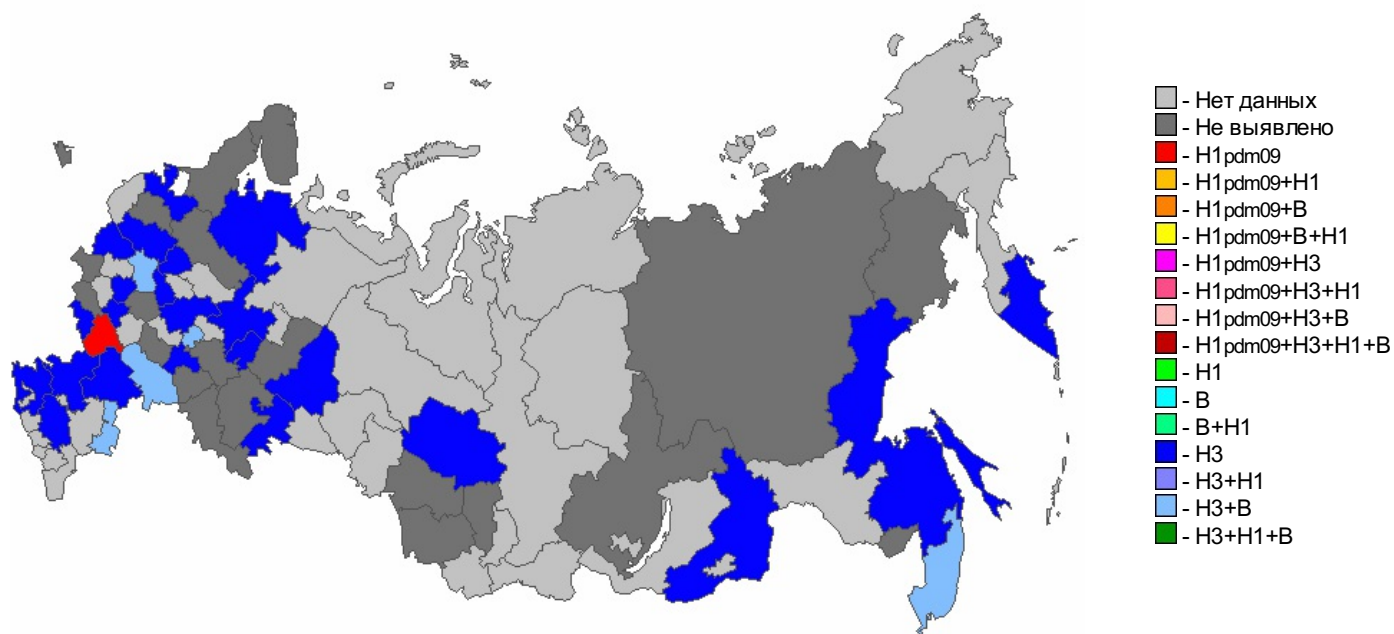 - Нет данных
- Не выявлено
- H1pdm09
- H1pdm09+H1
- H1pdm09+B
- H1pdm09+B+H1
- H1pdm09+H3
- H1pdm09+H3+H1
- H1pdm09+H3+B
- H1pdm09+H3+H1+B
- H1
- B
- B+H1
- H3
- H3+H1
- H3+B
- H3+H1+B